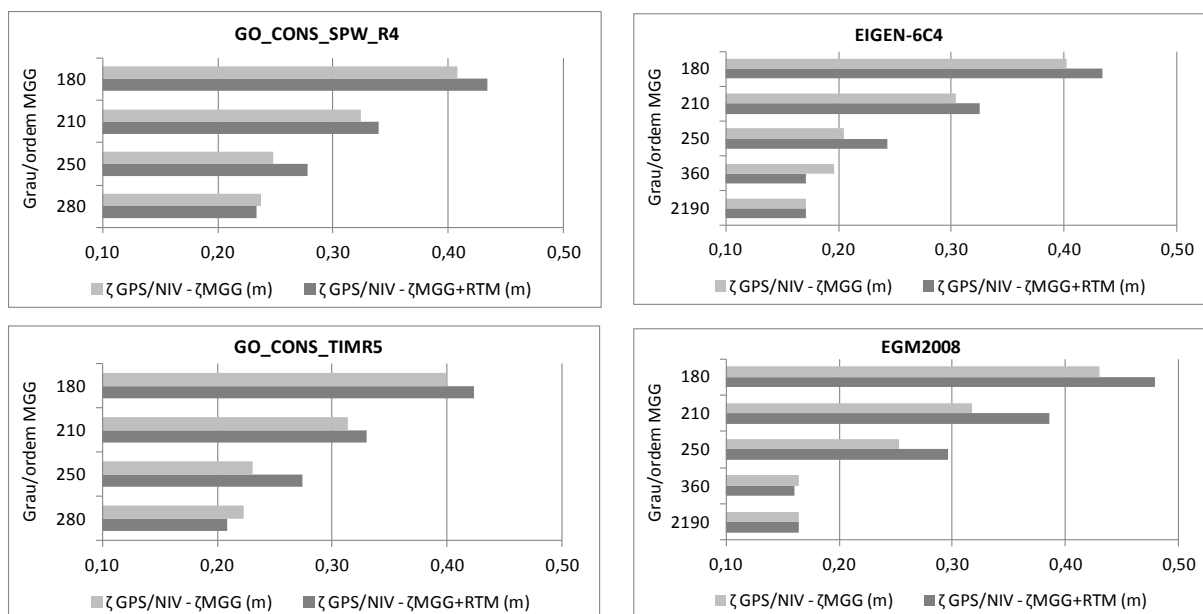 GO_CONS_SPW_R4
Grau/ordem MGG
180
210
250
280
0,10 0,20 0,30 0,40 0,50
ζ GPS/NIV - ζMGG (m) ζ GPS/NIV - ζMGG+RTM (m)
EIGEN-6C4
Grau/ordem MGG
180
210
250
360
2190
0,10 0,20 0,30 0,40 0,50
ζ GPS/NIV - ζMGG (m) ζ GPS/NIV - ζMGG+RTM (m)
GO_CONS_TIMR5
Grau/ordem MGG
180
210
250
280
0,10 0,20 0,30 0,40 0,50
ζ GPS/NIV - ζMGG (m) ζ GPS/NIV - ζMGG+RTM (m)
EGM2008
Grau/ordem MGG
180
210
250
360
2190
0,10 0,20 0,30 0,40 0,50
ζ GPS/NIV - ζMGG (m) ζ GPS/NIV - ζMGG+RTM (m)